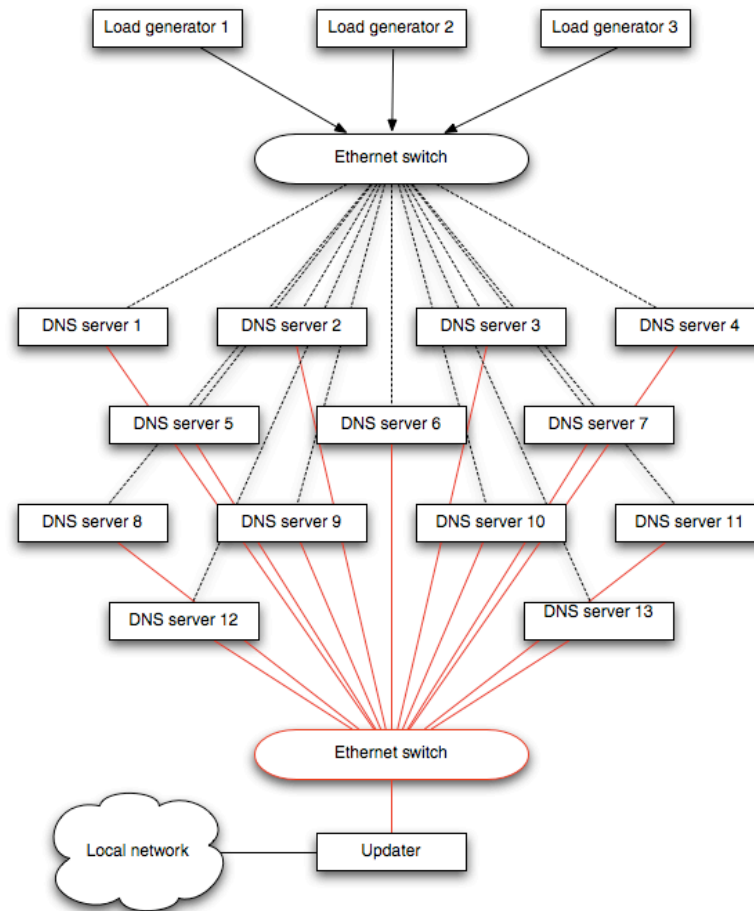 Load generator 1
Load generator 2
Load generator 3
Ethernet switch
DNS server 1
DNS server 2
DNS server 3
DNS server 4
DNS server 5
DNS server 6
DNS server 7
DNS server 8
DNS server 9
DNS server 10
DNS server 11
DNS server 12
DNS server 13
Ethernet switch
Local network
Updater